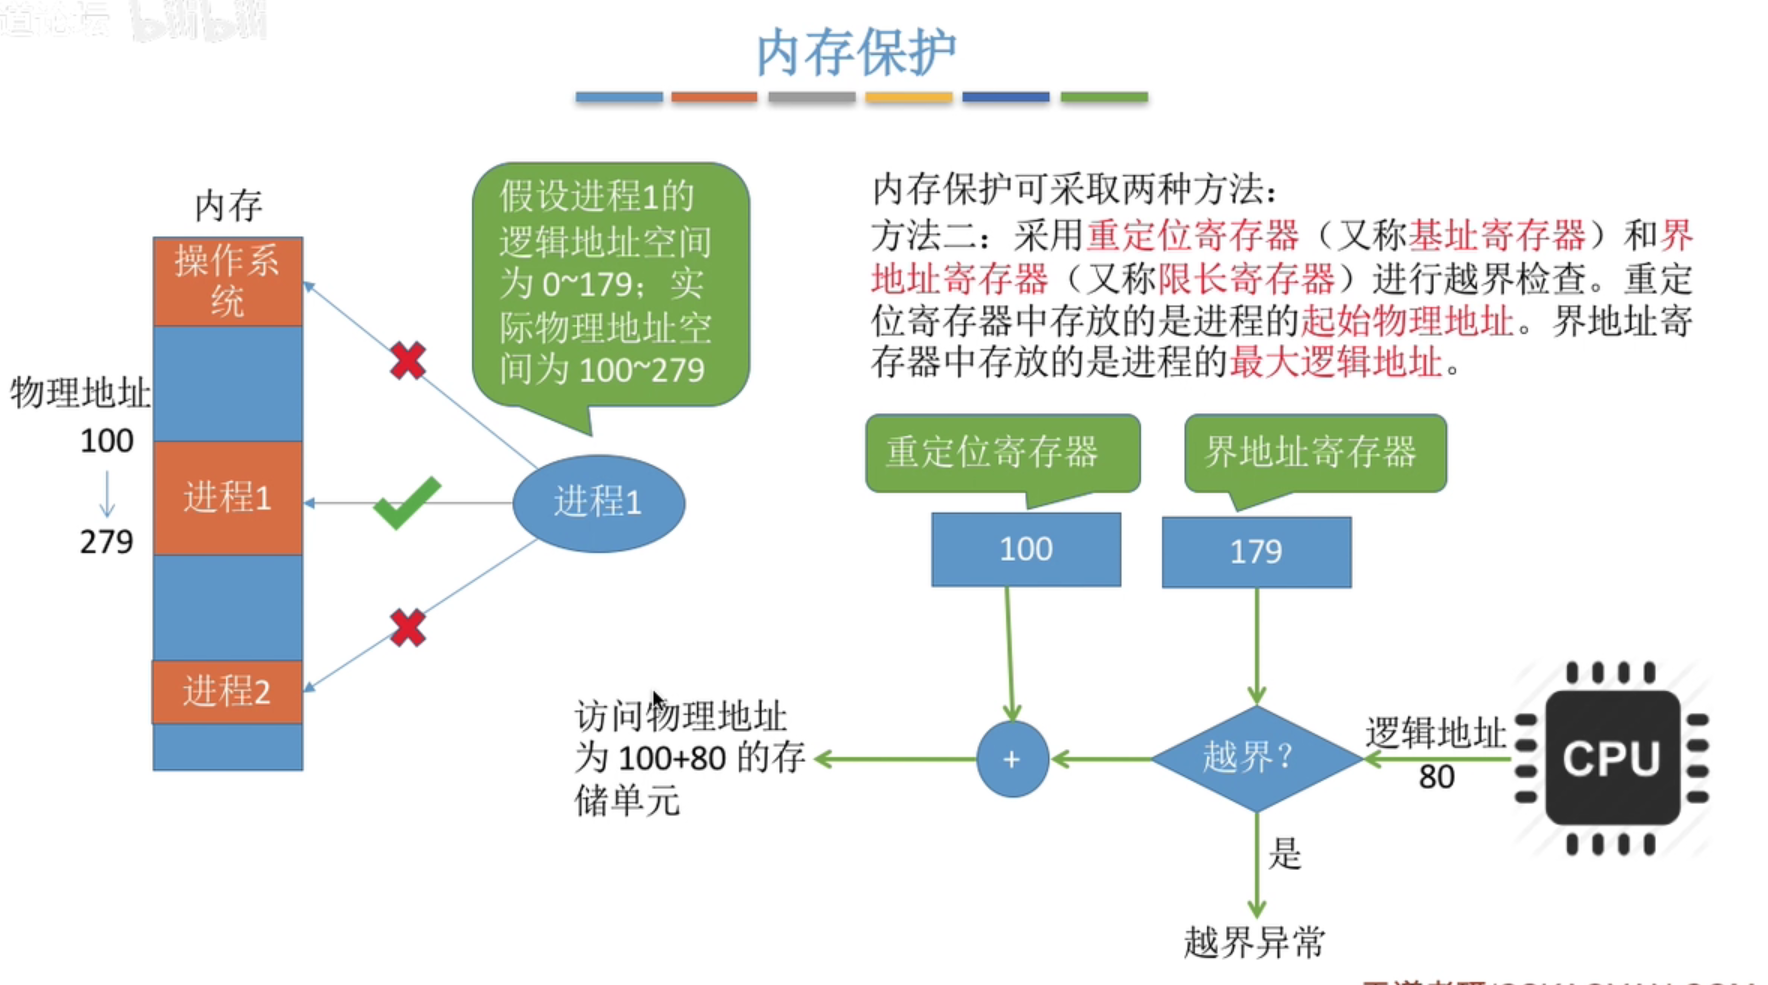 内存保护
内存
操作系
统
物理地址
100
279
进程1
进程2
假设进程1的
逻辑地址空间
为 0~179；实
际物理地址空
间为 100~279
进程1
内存保护可采取两种方法：
方法二：采用重定位寄存器（又称基址寄存器）和界
地址寄存器（又称限长寄存器）进行越界检查。重定
位寄存器中存放的是进程的起始物理地址。界地址寄
存器中存放的是进程的最大逻辑地址。
重定位寄存器
界地址寄存器
100
179
访问物理地址
为 100+80 的存
储单元
+
越界？
逻辑地址
80
CPU
是
越界异常